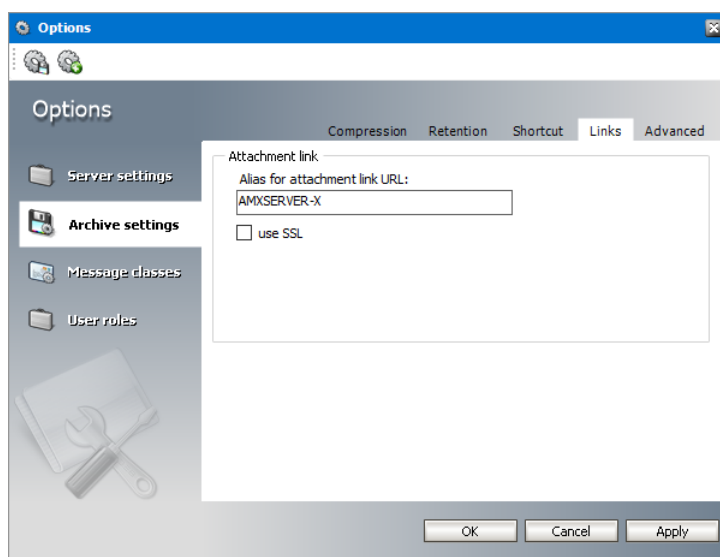 Options
Options
Compression Retention Shortcut Links Advanced
Server settings
Archive settings
Message classes
User roles
Attachment link
Alias for attachment link URL:
AMXSERVER-X
use SSL
OK Cancel Apply